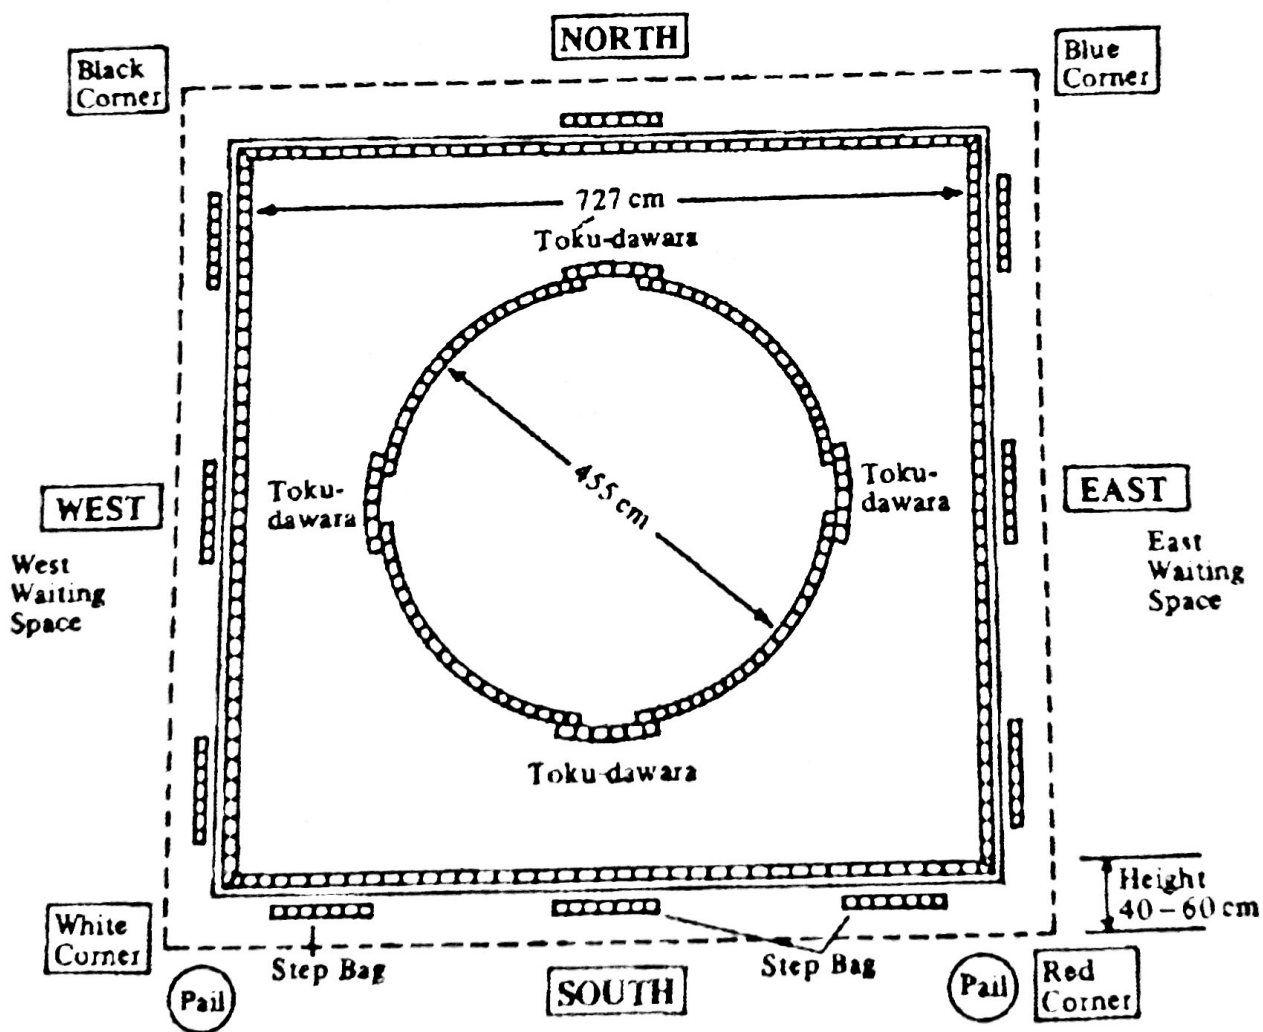 NORTH
Black
Corner
Blue
Corner
727 cm
Toku-dawara
455 cm
Toku-
dawara
Toku-
dawara
WEST
EAST
West
Waiting
Space
East
Waiting
Space
Toku-dawara
Height
40-60 cm
White
Corner
Step Bag
Step Bag
Red
Corner
Pail
SOUTH
Pail